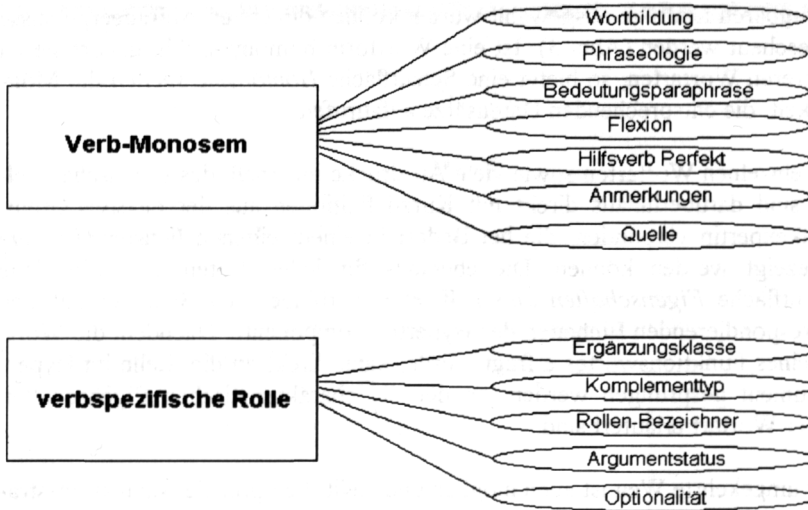 Wortbildung
Phraseologie
Bedeutungsparaphrase
Flexion
Hilfsverb Perfekt
Anmerkungen
Quelle
Verb-Monosem
Ergänzungsklasse
Komplementtyp
Rollen-Bezeichner
Argumentstatus
Optionalität
verbspezifische Rolle